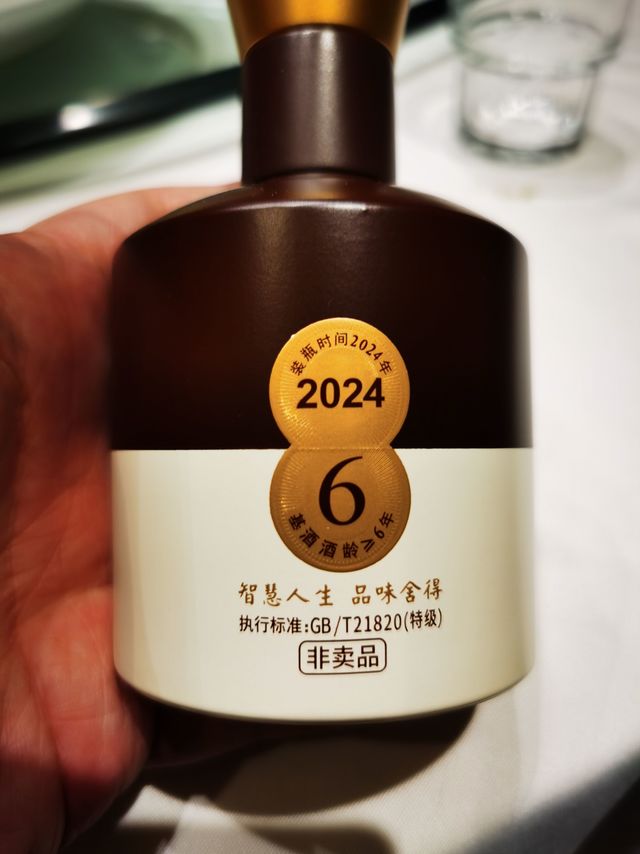 装瓶时间2024年
2024
6
基酒酒龄≥6年
智慧人生 品味舍得
执行标准:GB/T21820(特级)
非卖品